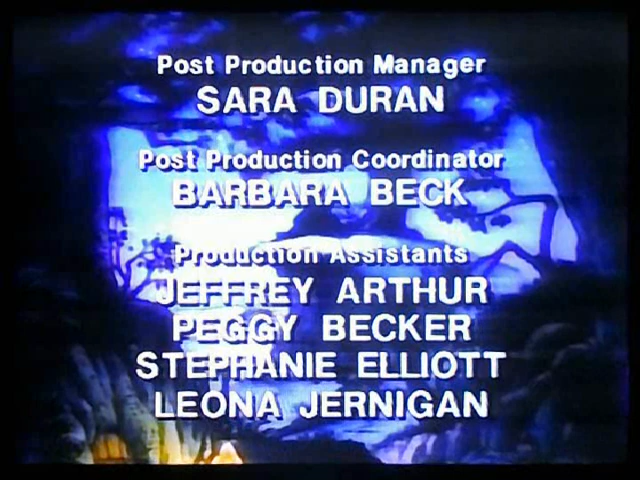 Post Production Manager
SARA DURAN
Post Production Coordinator
BARBARA BECK
Production Assistants
JEFFREY ARTHUR
PEGGY BECKER
STEPHANIE ELLIOTT
LEONA JERNIGAN